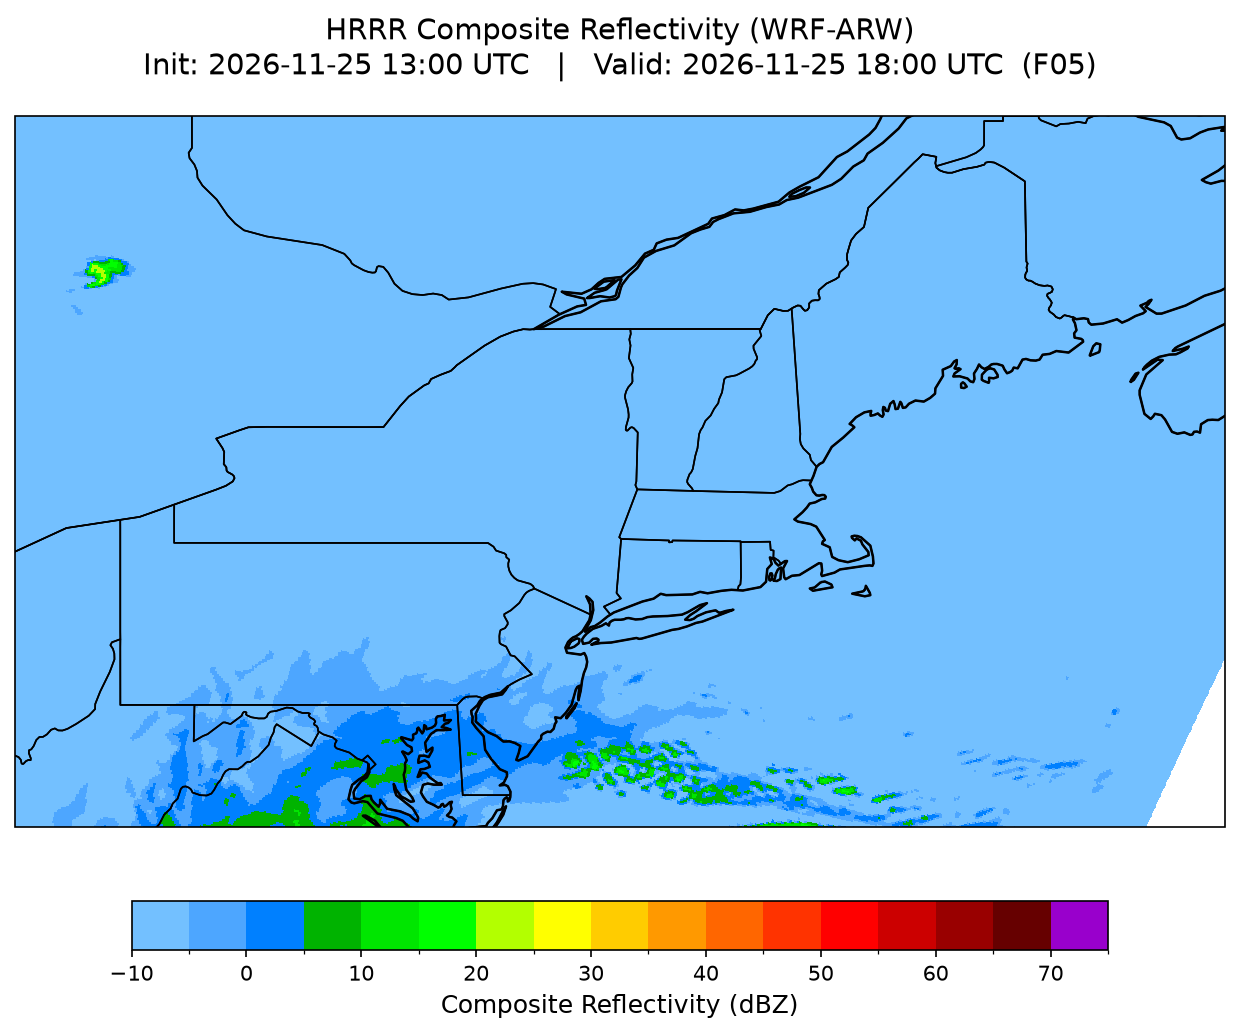 HRRR Composite Reflectivity (WRF-ARW)
Init: 2026-11-25 13:00 UTC   |   Valid: 2026-11-25 18:00 UTC  (F05)
−10 0 10 20 30 40 50 60 70
Composite Reflectivity (dBZ)